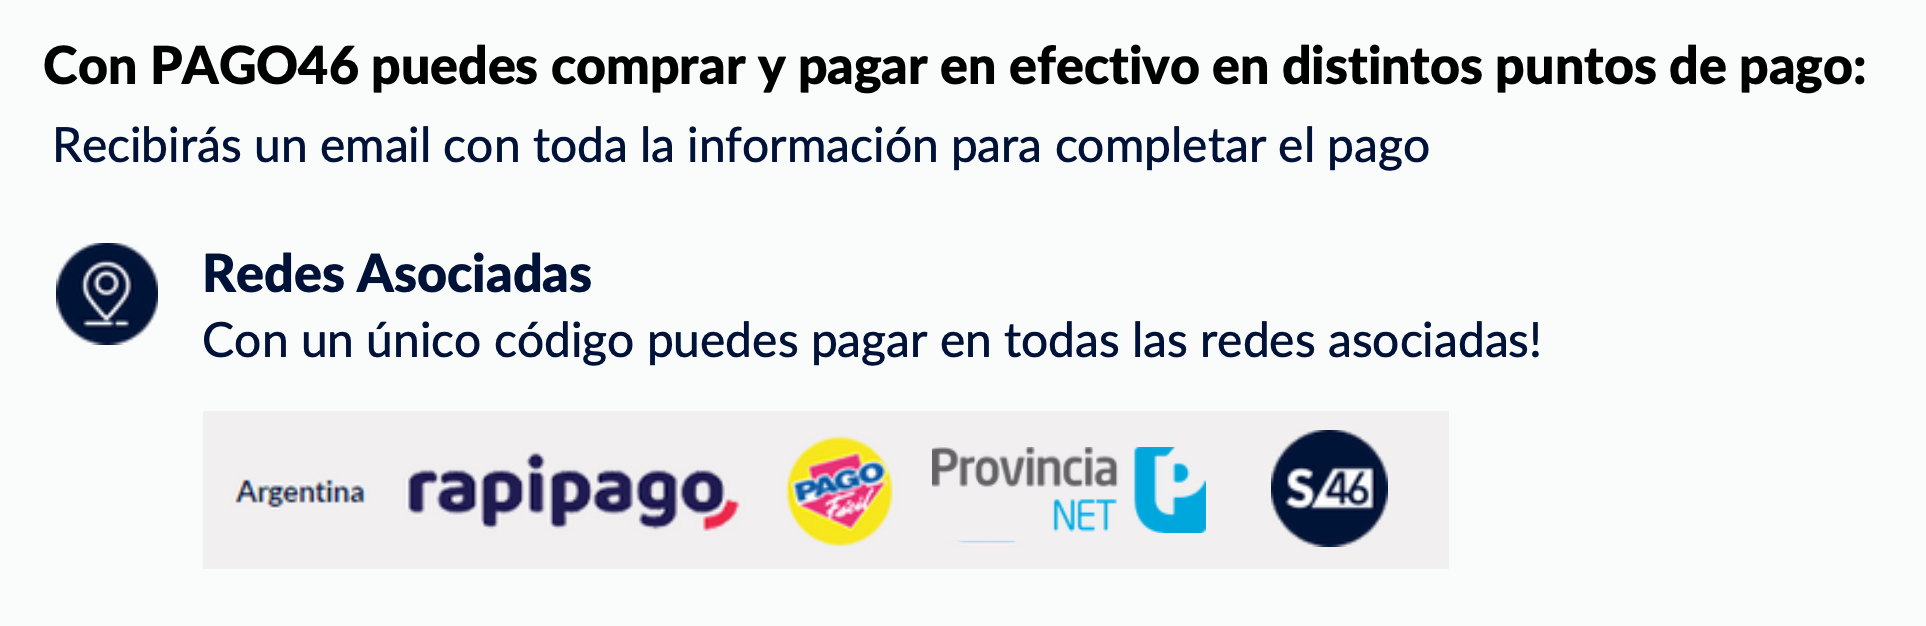 Con PAGO46 puedes comprar y pagar en efectivo en distintos puntos de pago:
Recibirás un email con toda la información para completar el pago
Redes Asociadas
Con un único código puedes pagar en todas las redes asociadas!
Argentina
rapipago
PAGO
Fácil
Provincia
NET
S/46